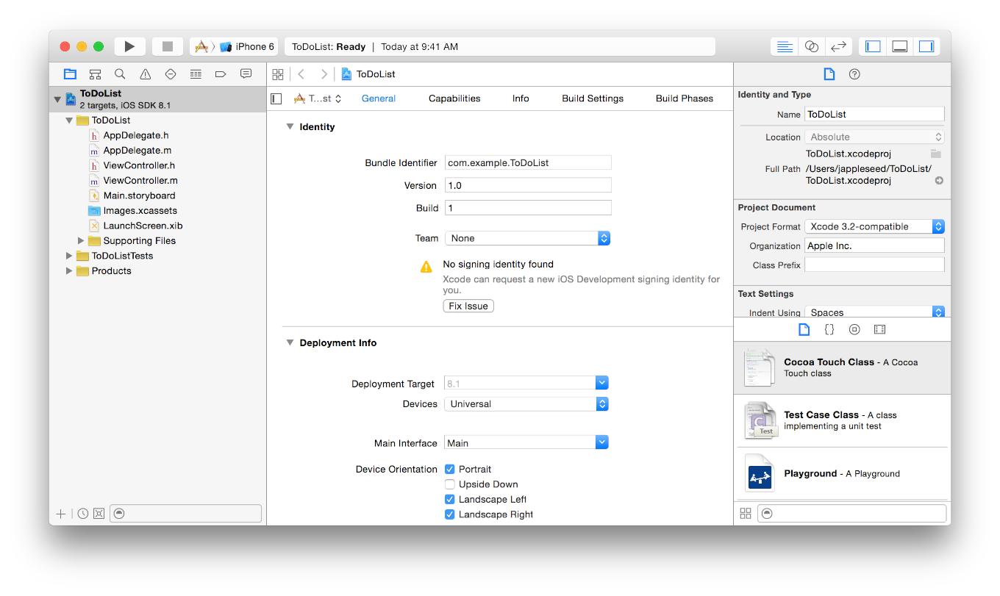 iPhone 6
ToDoList: Ready | Today at 9:41 AM
ToDoList
2 targets, iOS SDK 8.1
ToDoList
AppDelegate.h
AppDelegate.m
ViewController.h
ViewController.m
Main.storyboard
Images.xcassets
LaunchScreen.xib
Supporting Files
ToDoListTests
Products
ToDoList
T...st
General
Capabilities
Info
Build Settings
Build Phases
Identity
Bundle Identifier com.example.ToDoList
Version 1.0
Build 1
Team None
No signing identity found
Xcode can request a new iOS Development signing identity for
you.
Fix Issue
Deployment Info
Deployment Target 8.1
Devices Universal
Main Interface Main
Device Orientation Portrait
Upside Down
Landscape Left
Landscape Right
Identity and Type
Name ToDoList
Location Absolute
ToDoList.xcodeproj
Full Path /Users/jappleseed/ToDoList/
ToDoList.xcodeproj
Project Document
Project Format Xcode 3.2-compatible
Organization Apple Inc.
Class Prefix
Text Settings
Indent Using Spaces
{}
Cocoa Touch Class - A Cocoa
Touch class
C
Test
Test Case Class - A class
implementing a unit test
Playground - A Playground